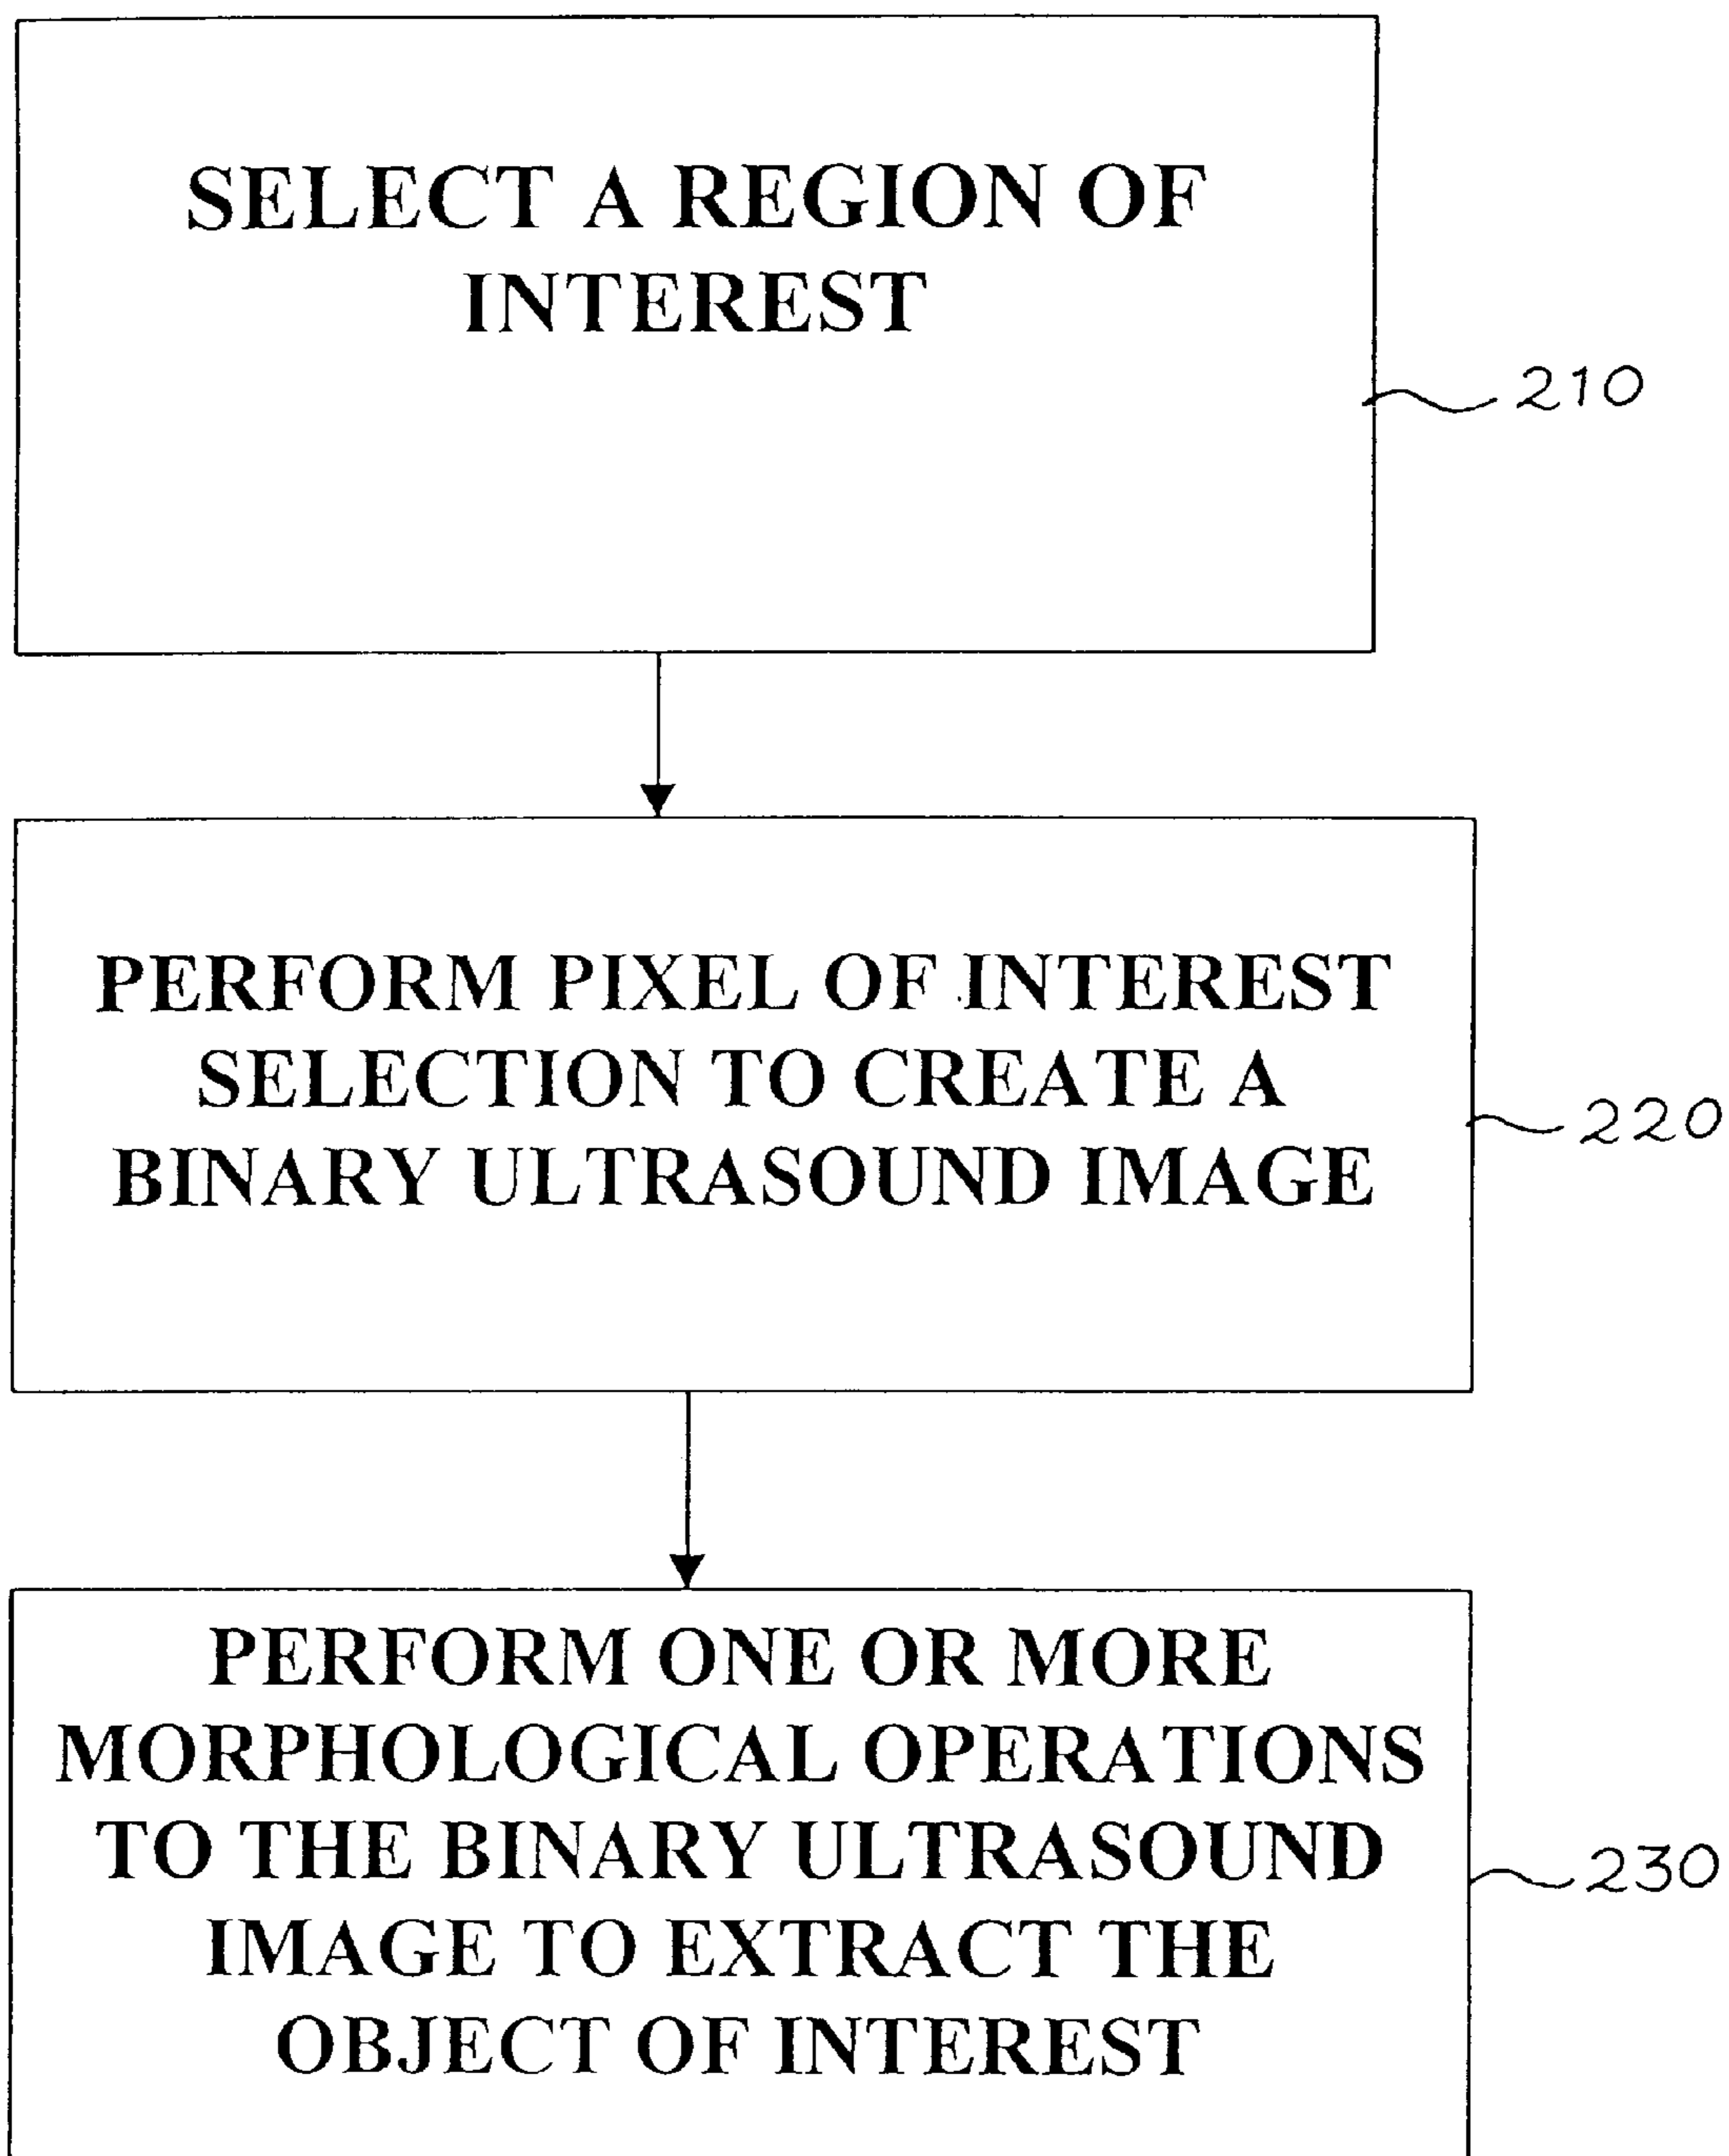 SELECT A REGION OF
INTEREST
210
PERFORM PIXEL OF INTEREST
SELECTION TO CREATE A
BINARY ULTRASOUND IMAGE
220
PERFORM ONE OR MORE
MORPHOLOGICAL OPERATIONS
TO THE BINARY ULTRASOUND
IMAGE TO EXTRACT THE
OBJECT OF INTEREST
230